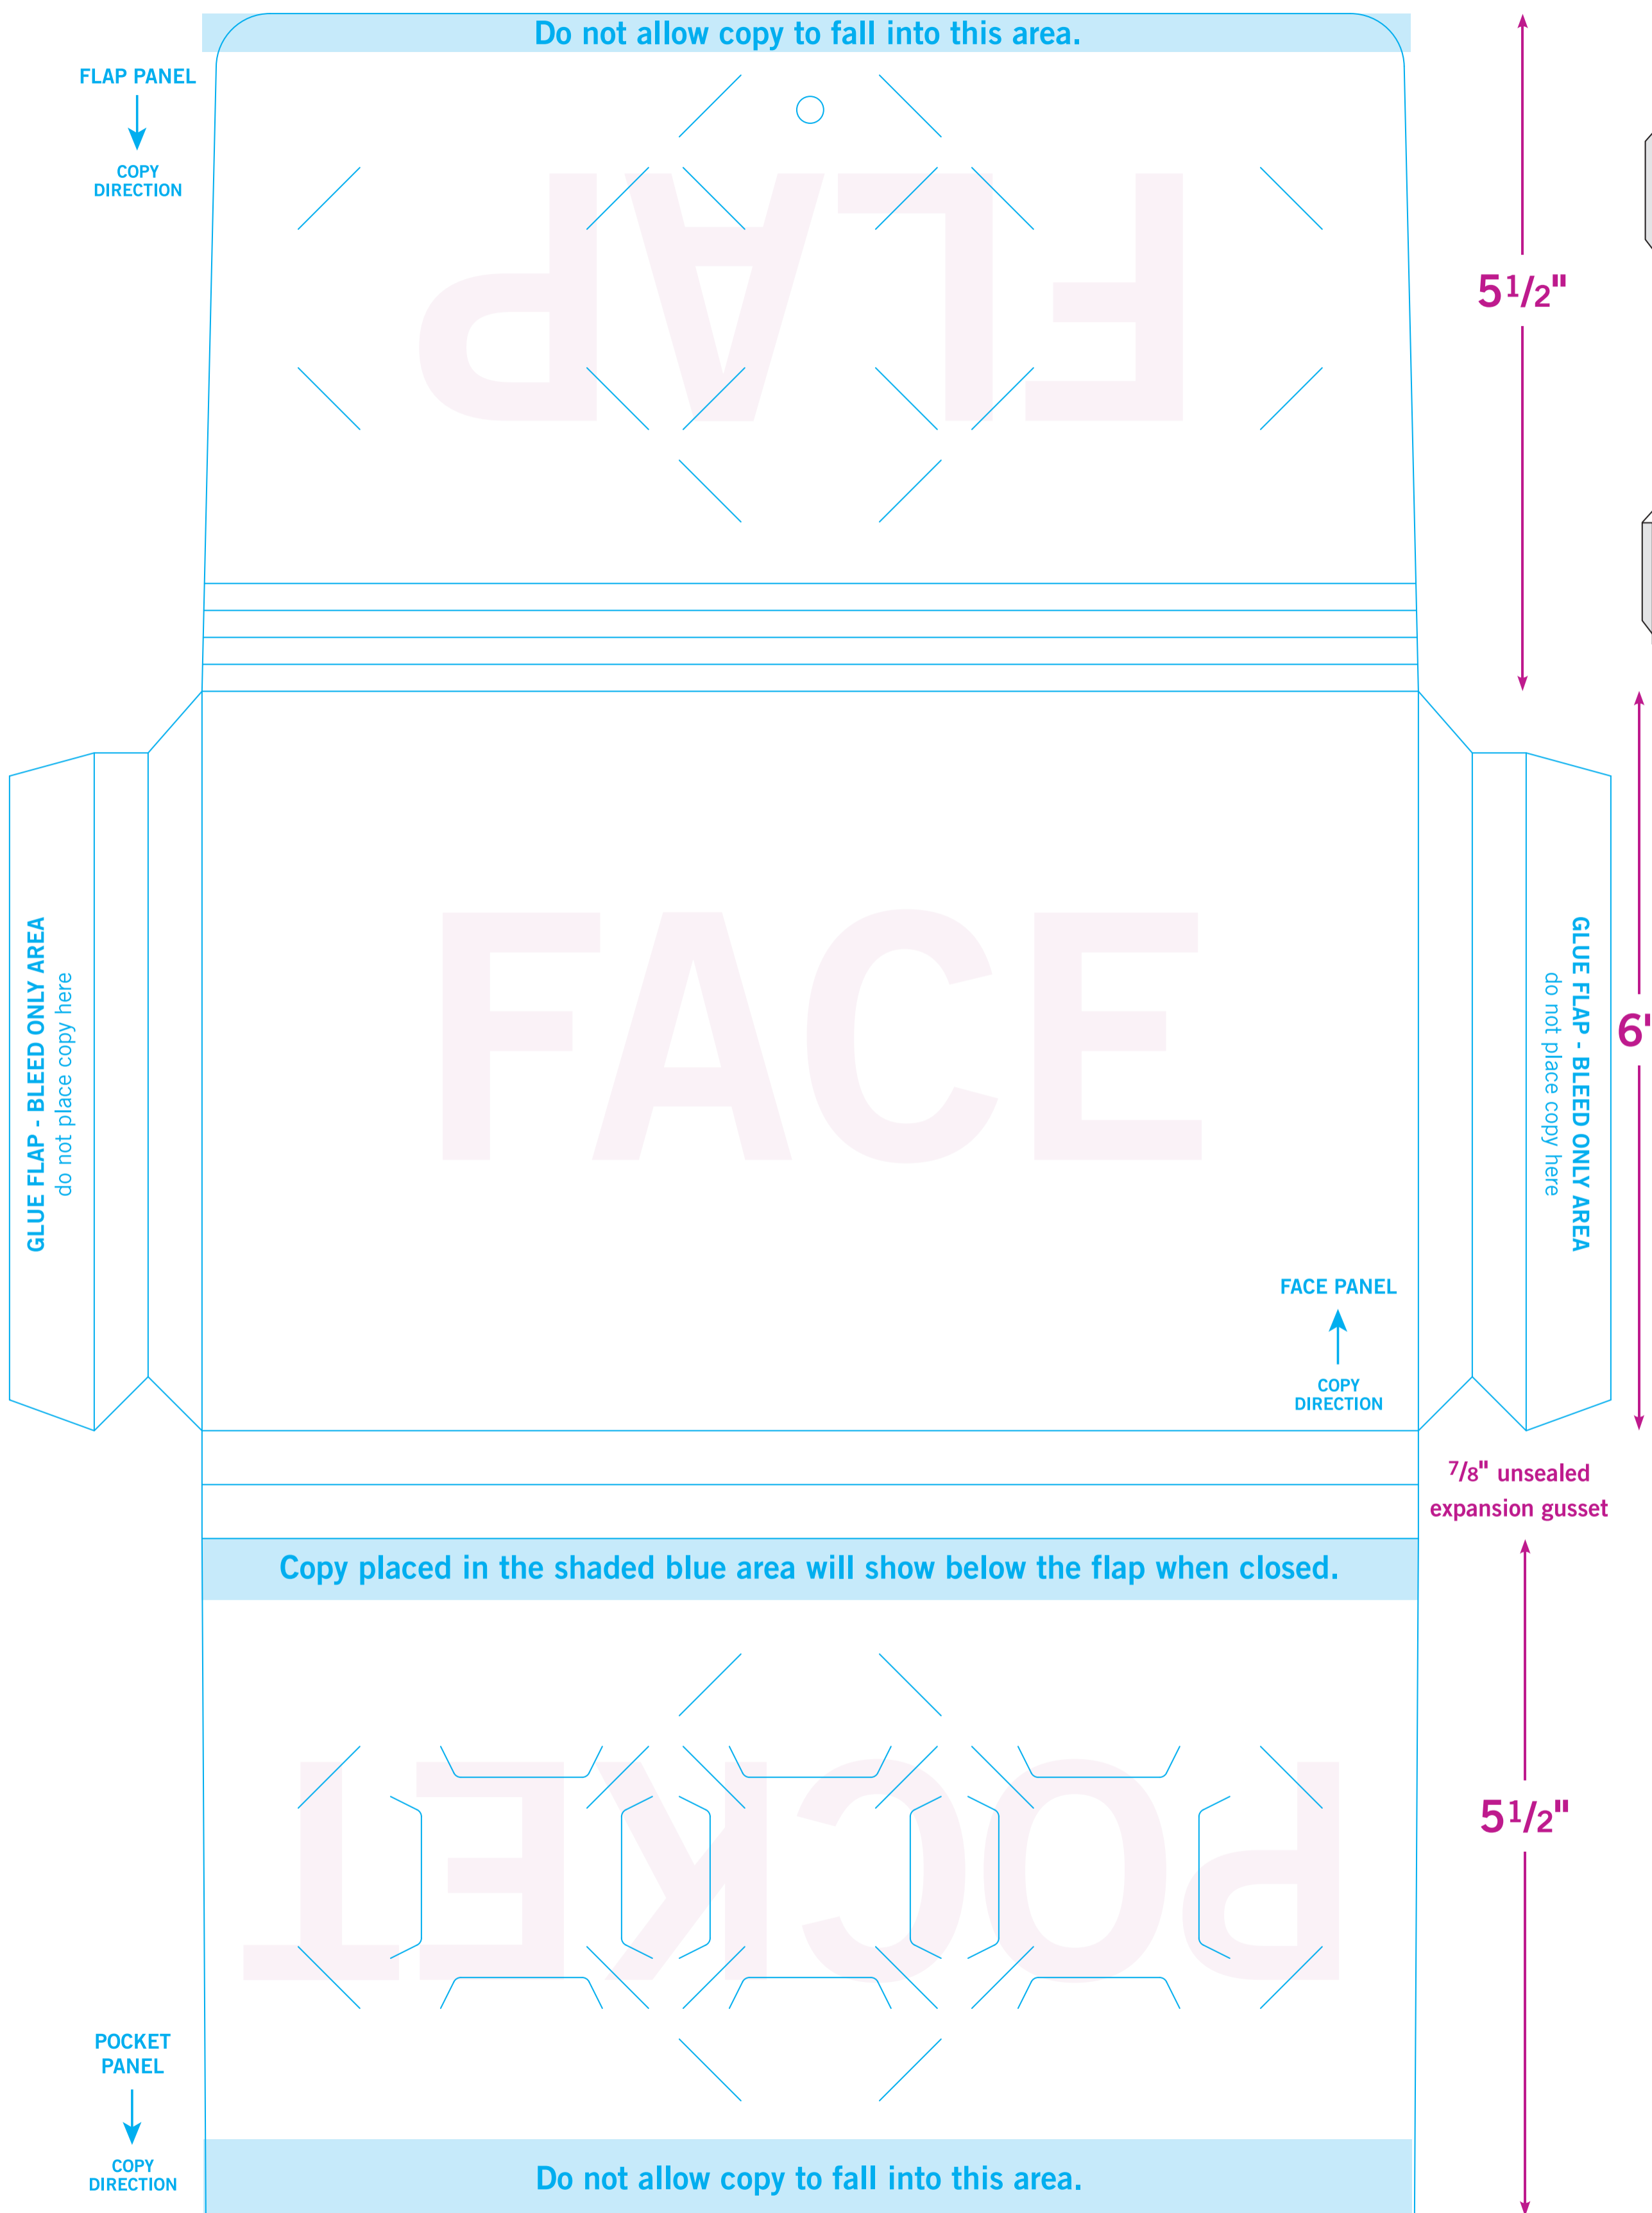 Do not allow copy to fall into this area.
FLAP PANEL
COPY
DIRECTION
FLAP
5 1/2"
FACE
GLUE FLAP - BLEED ONLY AREA
do not place copy here
GLUE FLAP - BLEED ONLY AREA
do not place copy here
6"
FACE PANEL
COPY
DIRECTION
7/8" unsealed
expansion gusset
Copy placed in the shaded blue area will show below the flap when closed.
POCKET
5 1/2"
POCKET
PANEL
COPY
DIRECTION
Do not allow copy to fall into this area.